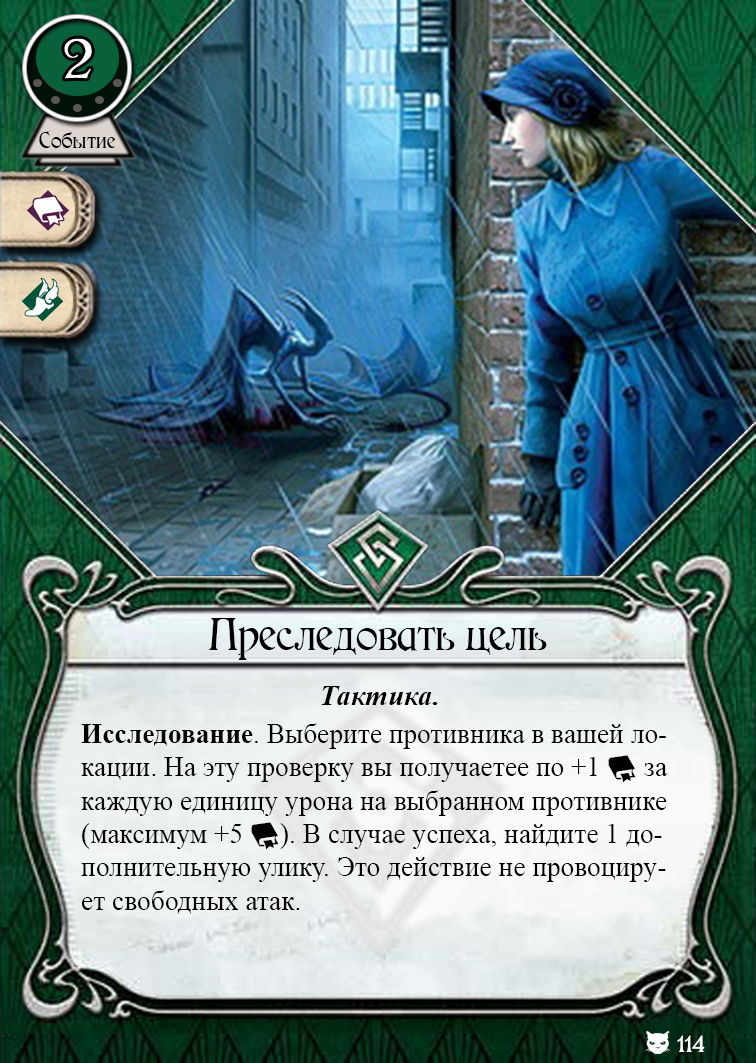 2
Событие
Преследовать цель
Тактика.
Исследование. Выберите противника в вашей ло-
кации. На эту проверку вы получаетее по +1 за
каждую единицу урона на выбранном противнике
(максимум +5 ). В случае успеха, найдите 1 до-
полнительную улику. Это действие не провоциру-
ет свободных атак.
114